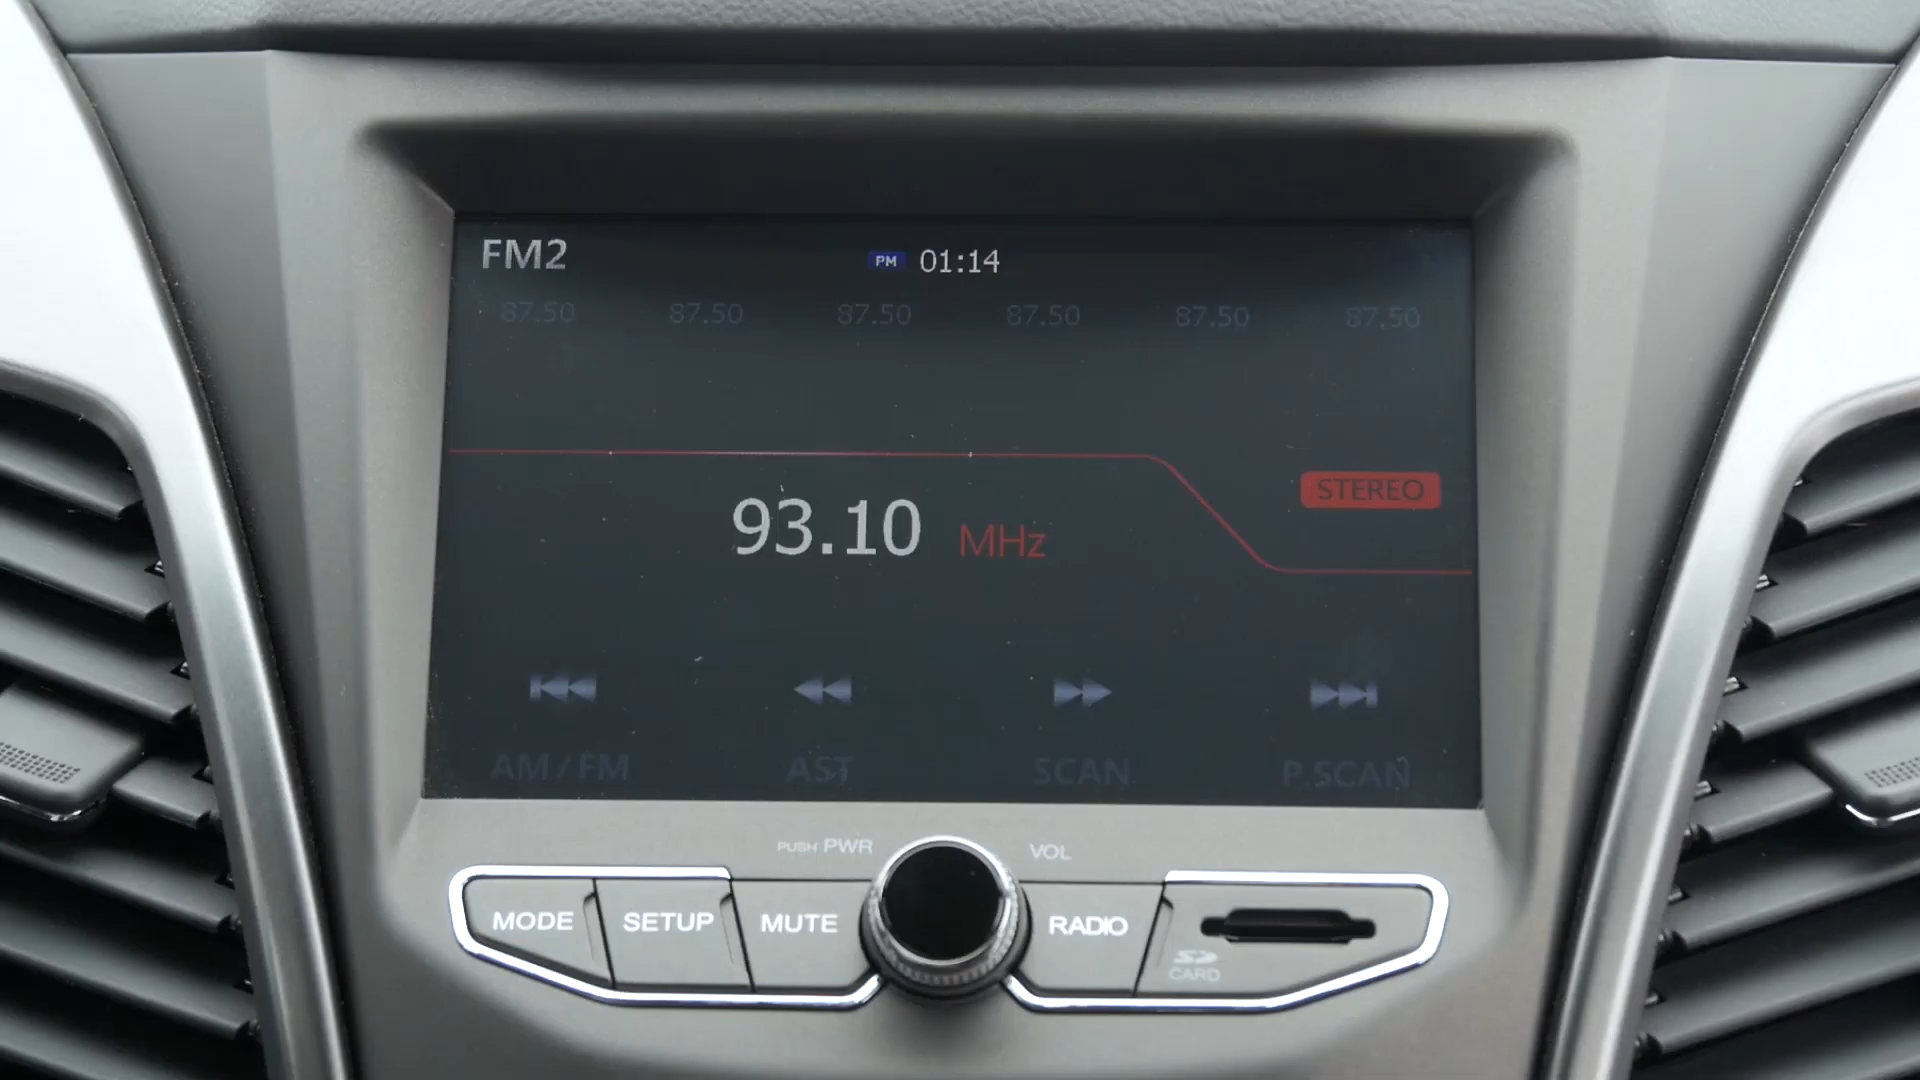 FM2 PM 01:14
87.50 87.50 87.50 87.50 87.50 87.50
STEREO
93.10 MHz
AM/FM AST SCAN P.SCAN
PUSH PWR VOL
MODE SETUP MUTE RADIO
SD
CARD